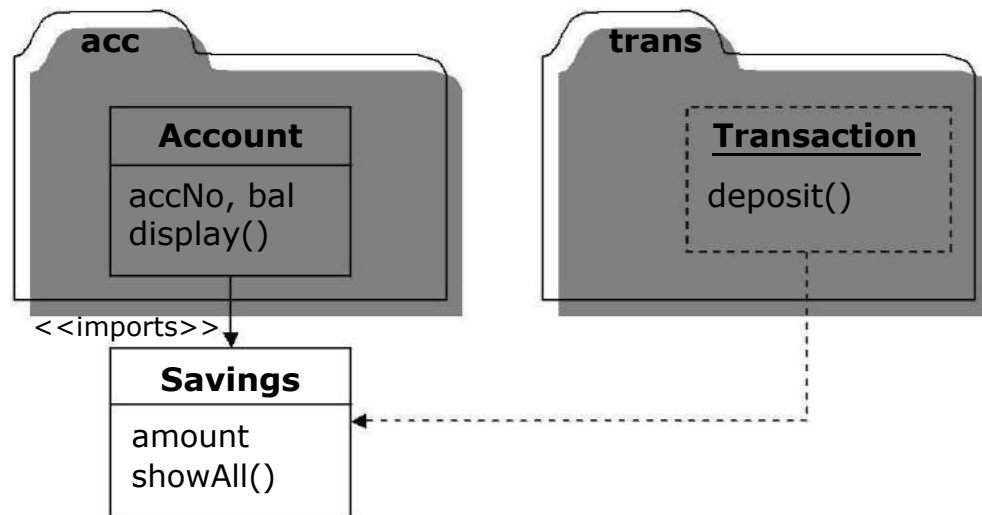 acc
Account
accNo, bal
display()
trans
Transaction
deposit()
<<imports>>
Savings
amount
showAll()